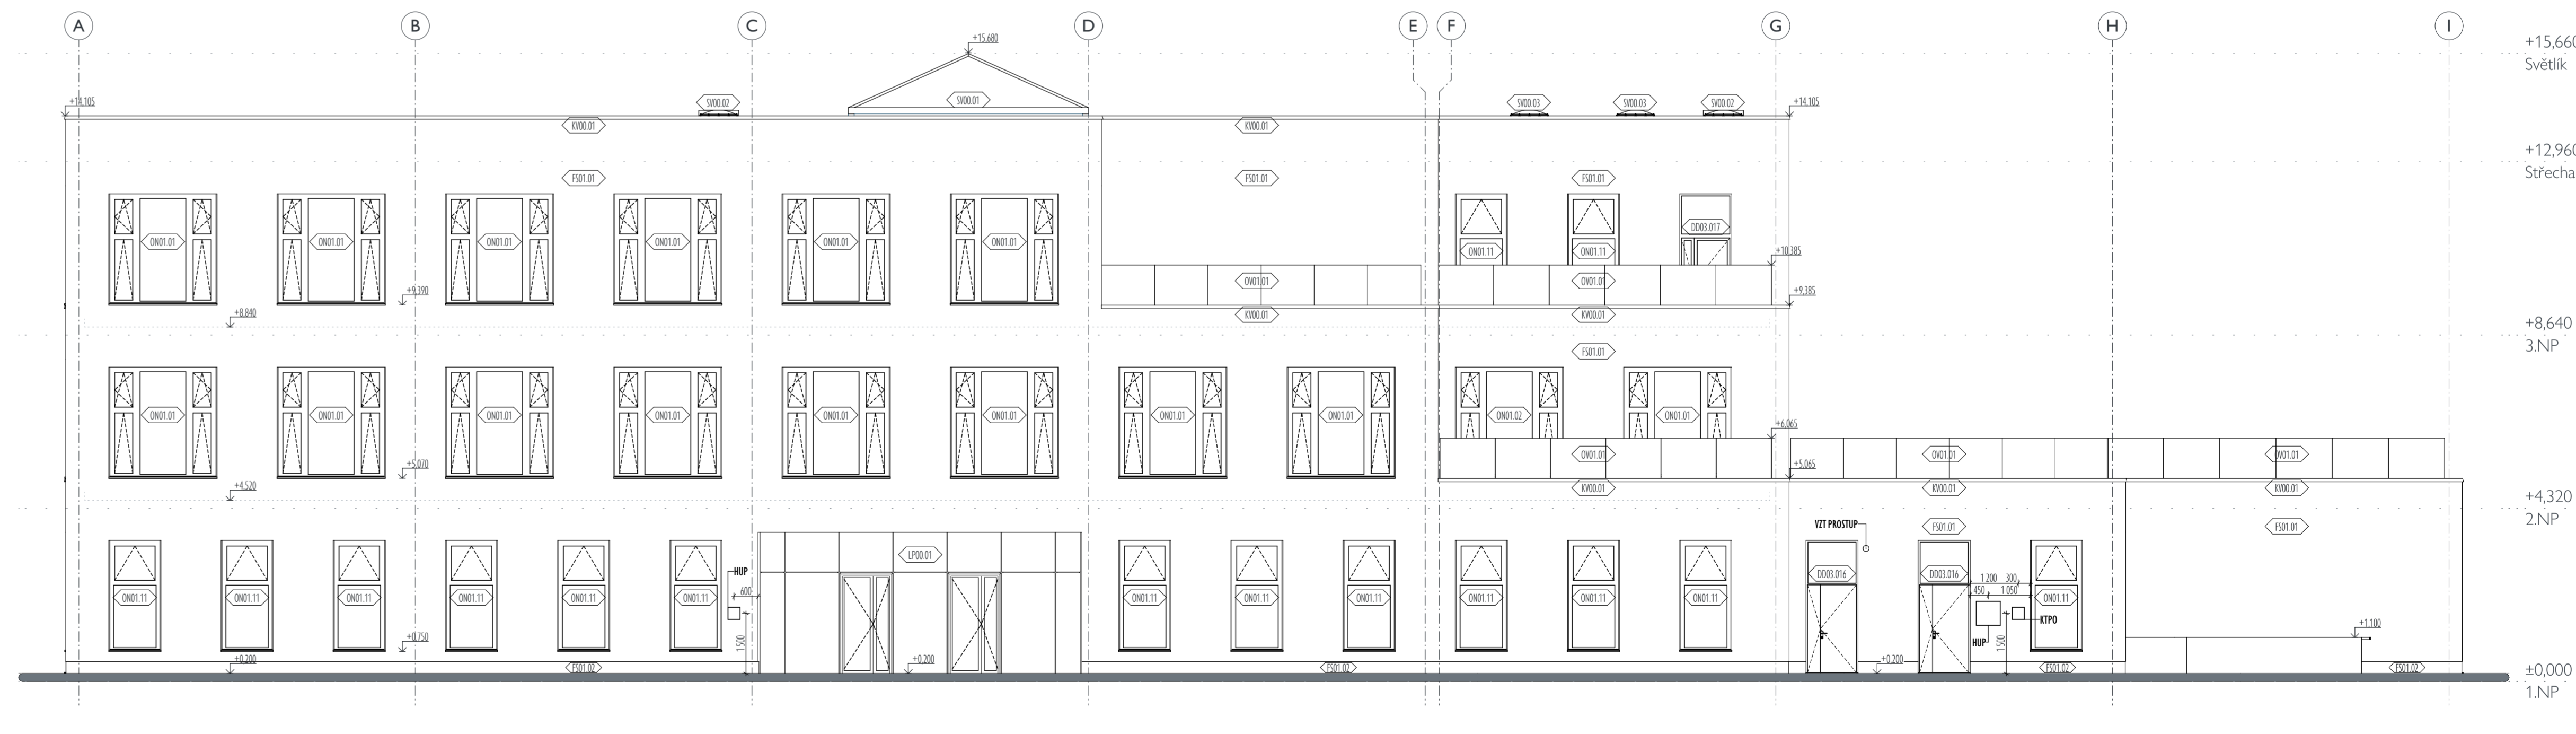 A B C D E F G H I
+15,660
Světlík
+15.680
SV00.02 SV00.01 SV00.03 SV00.03 SV00.02
+14.105 +14.105
KV00.01 KV00.01
+12,960
Střecha
FS01.01 FS01.01 FS01.01
DD03.017
ON01.01 ON01.01 ON01.01 ON01.01 ON01.01 ON01.01 ON01.11 ON01.11
+10.385
OV01.01 OV01.01
+9.390 +9.385
+8.840
KV00.01 KV00.01
+8,640
3.NP
FS01.01
ON01.01 ON01.01 ON01.01 ON01.01 ON01.01 ON01.01 ON01.01 ON01.01 ON01.02 ON01.01
+6.065
OV01.01 OV01.01 OV01.01
+5.070 +5.065
+4.520
KV00.01 KV00.01 KV00.01
+4,320
2.NP
VZT PROSTUP
FS01.01 FS01.01
LP00.01
HUP
DD03.016 DD03.016
1 200 300
600 450 1 050
ON01.11 ON01.11 ON01.11 ON01.11 ON01.11 ON01.11 ON01.11 ON01.11 ON01.11 ON01.11 ON01.11 ON01.11 ON01.11
KTPO
HUP
1 500 1 500
+1.100
+0.750
+0.200 +0.200 +0.200
FS01.02 FS01.02 FS01.02 FS01.02
±0,000
1.NP